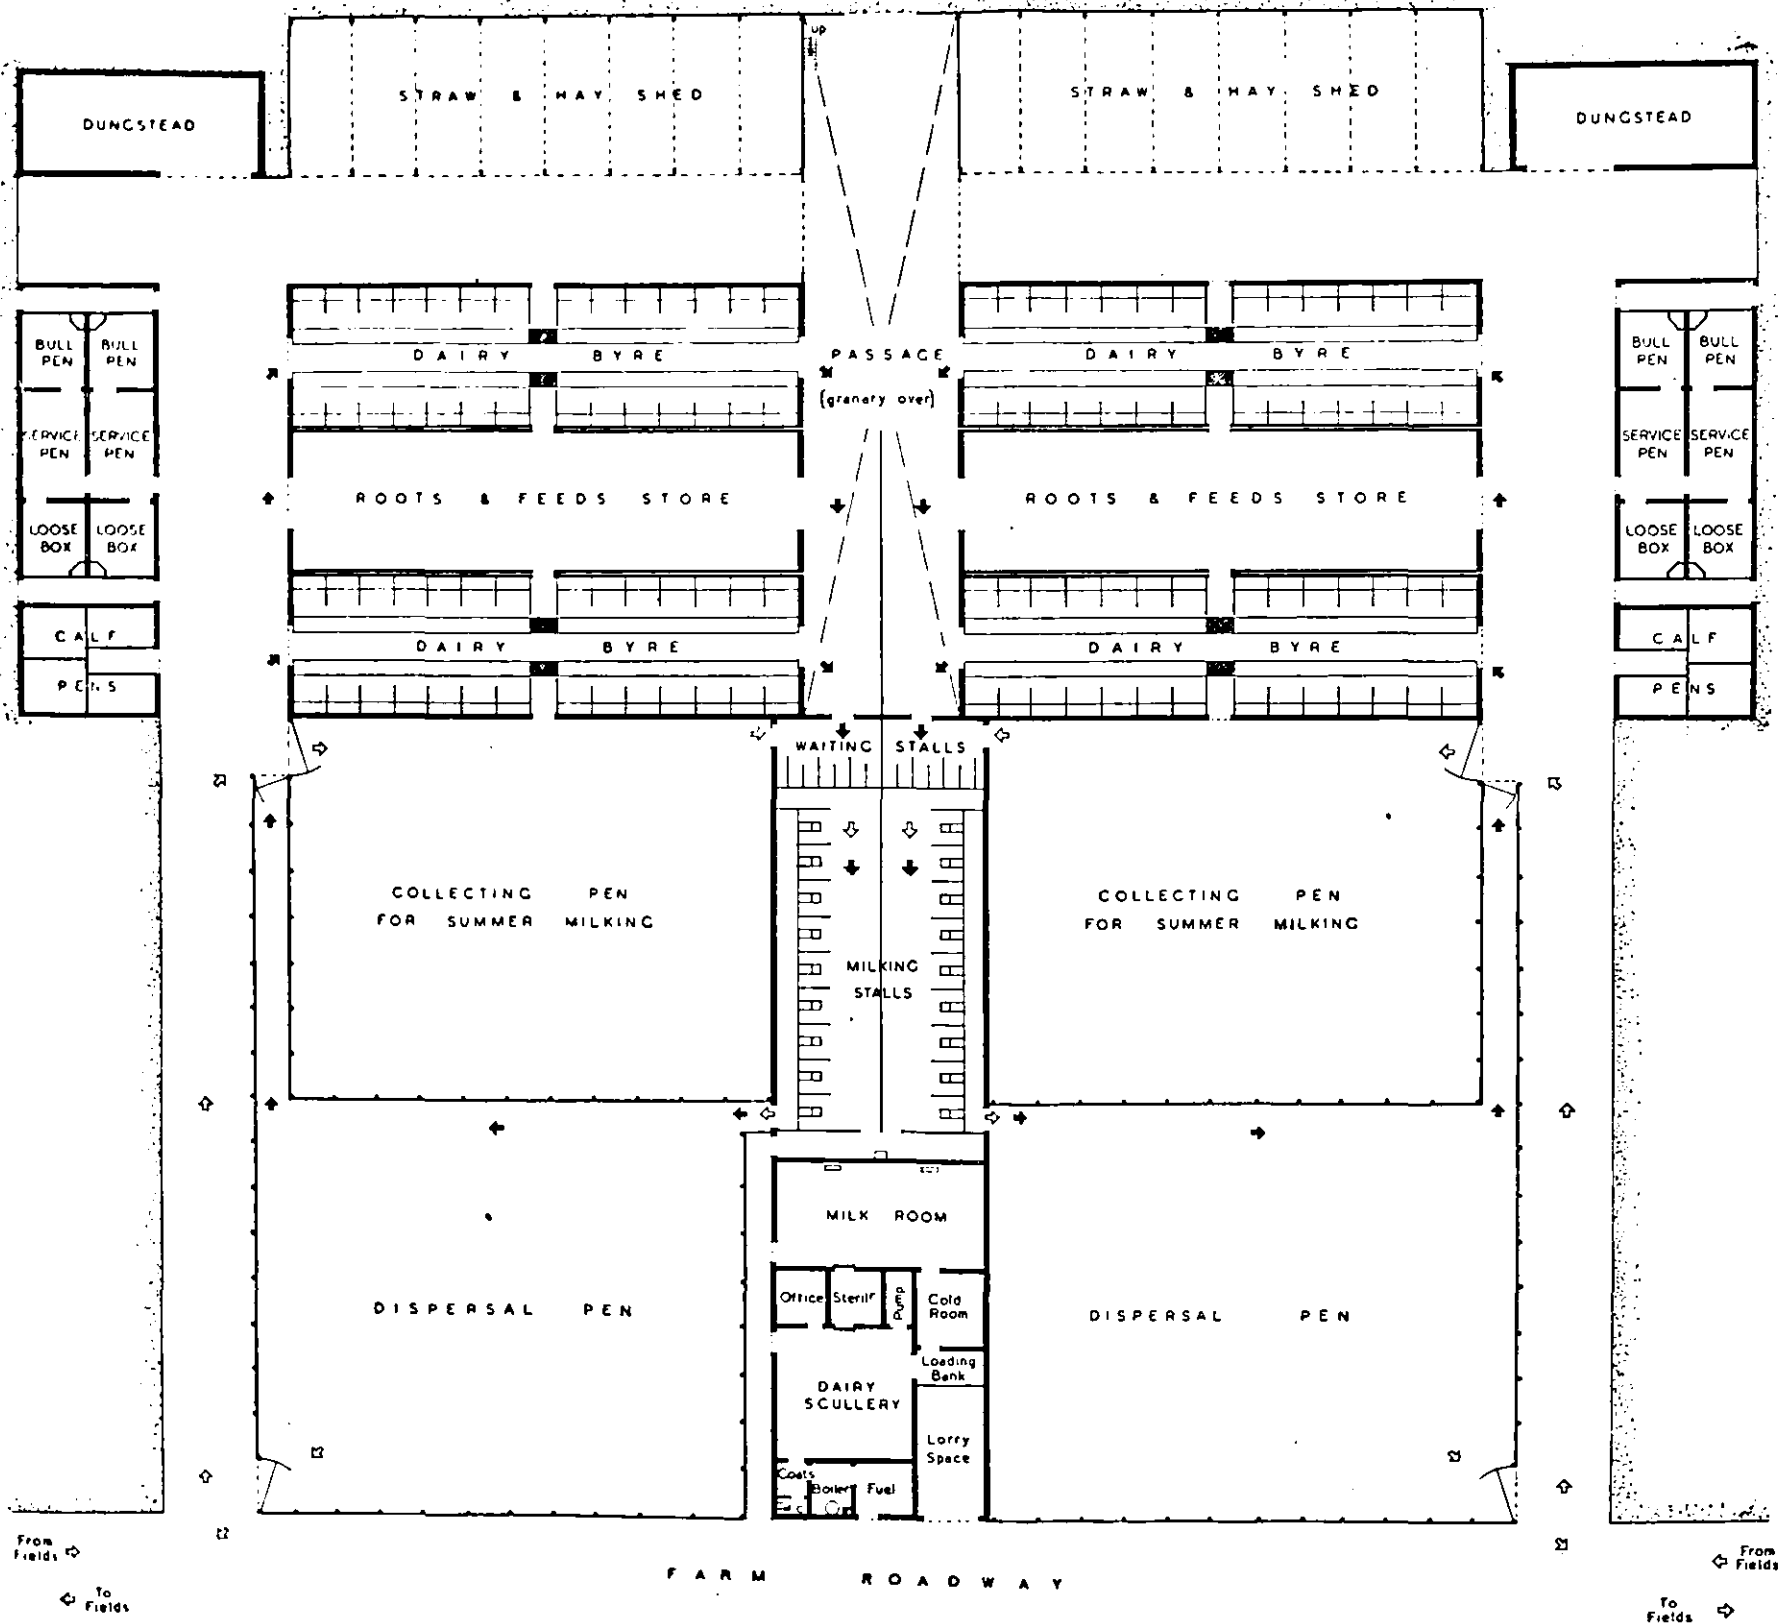 up
STRAW & HAY SHED
STRAW & HAY SHED
DUNGSTEAD
DUNGSTEAD
BULL PEN
BULL PEN
DAIRY BYRE
PASSAGE
(granary over)
DAIRY BYRE
BULL PEN
BULL PEN
SERVICE PEN
SERVICE PEN
SERVICE PEN
SERVICE PEN
ROOTS & FEEDS STORE
ROOTS & FEEDS STORE
LOOSE BOX
LOOSE BOX
LOOSE BOX
LOOSE BOX
CALF
PENS
DAIRY BYRE
DAIRY BYRE
CALF
PENS
WAITING STALLS
COLLECTING PEN
FOR SUMMER MILKING
COLLECTING PEN
FOR SUMMER MILKING
MILKING
STALLS
MILK ROOM
Office
Sterilr
Pump
Cold
Room
DISPERSAL PEN
DISPERSAL PEN
Loading
Bank
DAIRY
SCULLERY
Lorry
Space
Coats
Boiler
Fuel
From
Fields
To
Fields
FARM ROADWAY
From
Fields
To
Fields